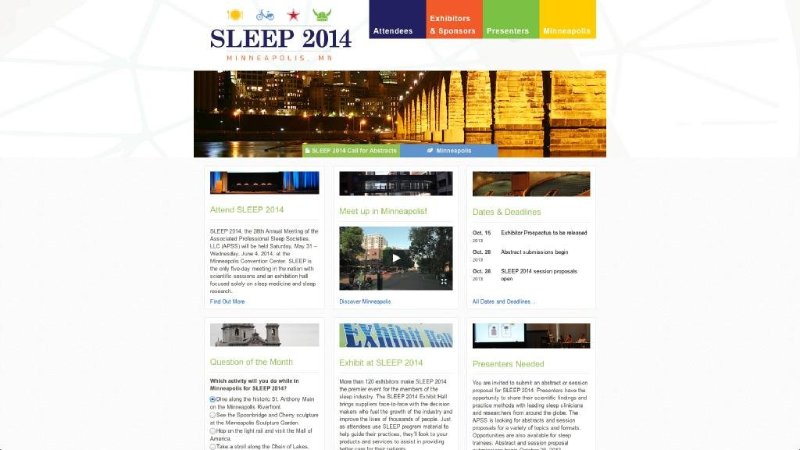 SLEEP 2014
MINNEAPOLIS, MN
Attendees
Exhibitors
& Sponsors
Presenters
Minneapolis
SLEEP 2014 Call for Abstracts
Minneapolis
Attend SLEEP 2014
SLEEP 2014, the 28th Annual Meeting of the
Associated Professional Sleep Societies,
LLC (APSS) will be held Saturday, May 31 –
Wednesday, June 4, 2014, at the
Minneapolis Convention Center. SLEEP is
the only five-day meeting in the nation with
scientific sessions and an exhibition hall
focused solely on sleep medicine and sleep
research.
Find Out More
Meet up in Minneapolis!
Discover Minneapolis
Dates & Deadlines
Oct. 15 Exhibitor Prospectus to be released
2013
Oct. 28 Abstract submissions begin
2013
Oct. 28 SLEEP 2014 session proposals
2013 open
All Dates and Deadlines...
Question of the Month
Which activity will you do while in
Minneapolis for SLEEP 2014?
Dine along the historic St. Anthony Main
on the Minneapolis Riverfront.
See the Spoonbridge and Cherry sculpture
at the Minneapolis Sculpture Garden.
Hop on the light rail and visit the Mall of
America.
Take a stroll along the Chain of Lakes.
Exhibit Hall
Exhibit at SLEEP 2014
More than 120 exhibitors make SLEEP 2014
the premier event for the members of the
sleep industry. The SLEEP 2014 Exhibit Hall
brings suppliers face-to-face with the decision
makers who fuel the growth of the industry and
improve the lives of thousands of people. Just
as attendees use SLEEP program material to
help guide their practices, they'll look to your
products and services to assist in providing
better care for their patients.
Presenters Needed
You are invited to submit an abstract or session
proposal for SLEEP 2014. Presenters have the
opportunity to share their scientific findings and
practice methods with leading sleep clinicians
and researchers from around the globe. The
APSS is looking for abstracts and session
proposals for a variety of topics and formats.
Opportunities are also available for sleep
trainees. Abstract and session proposal